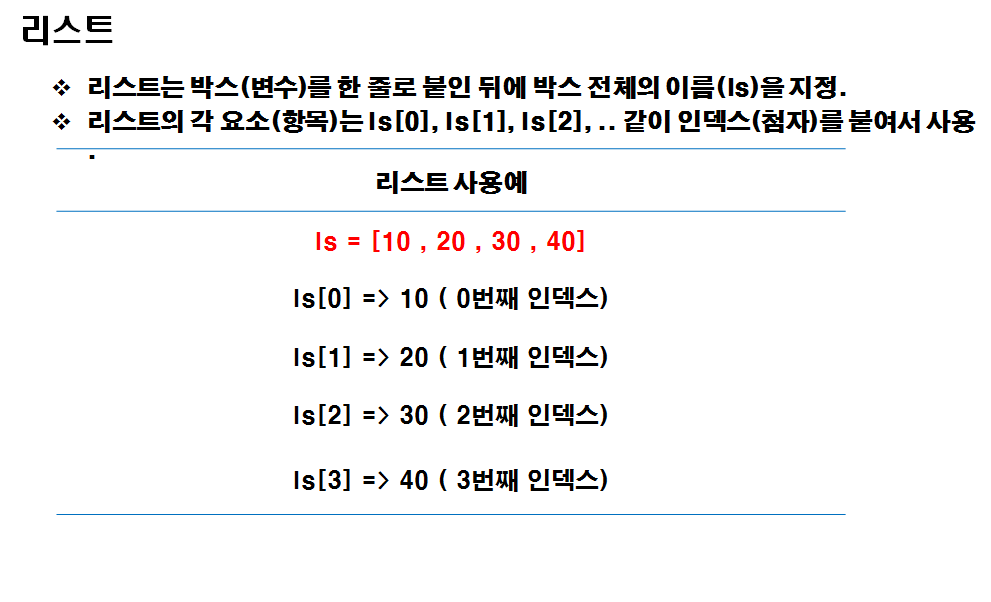 리스트
❖ 리스트는 박스(변수)를 한 줄로 붙인 뒤에 박스 전체의 이름(ls)을 지정.
❖ 리스트의 각 요소(항목)는 ls[0], ls[1], ls[2], .. 같이 인덱스(첨자)를 붙여서 사용
.
리스트 사용예
ls = [10 , 20 , 30 , 40]
ls[0] => 10 ( 0번째 인덱스)
ls[1] => 20 ( 1번째 인덱스)
ls[2] => 30 ( 2번째 인덱스)
ls[3] => 40 ( 3번째 인덱스)